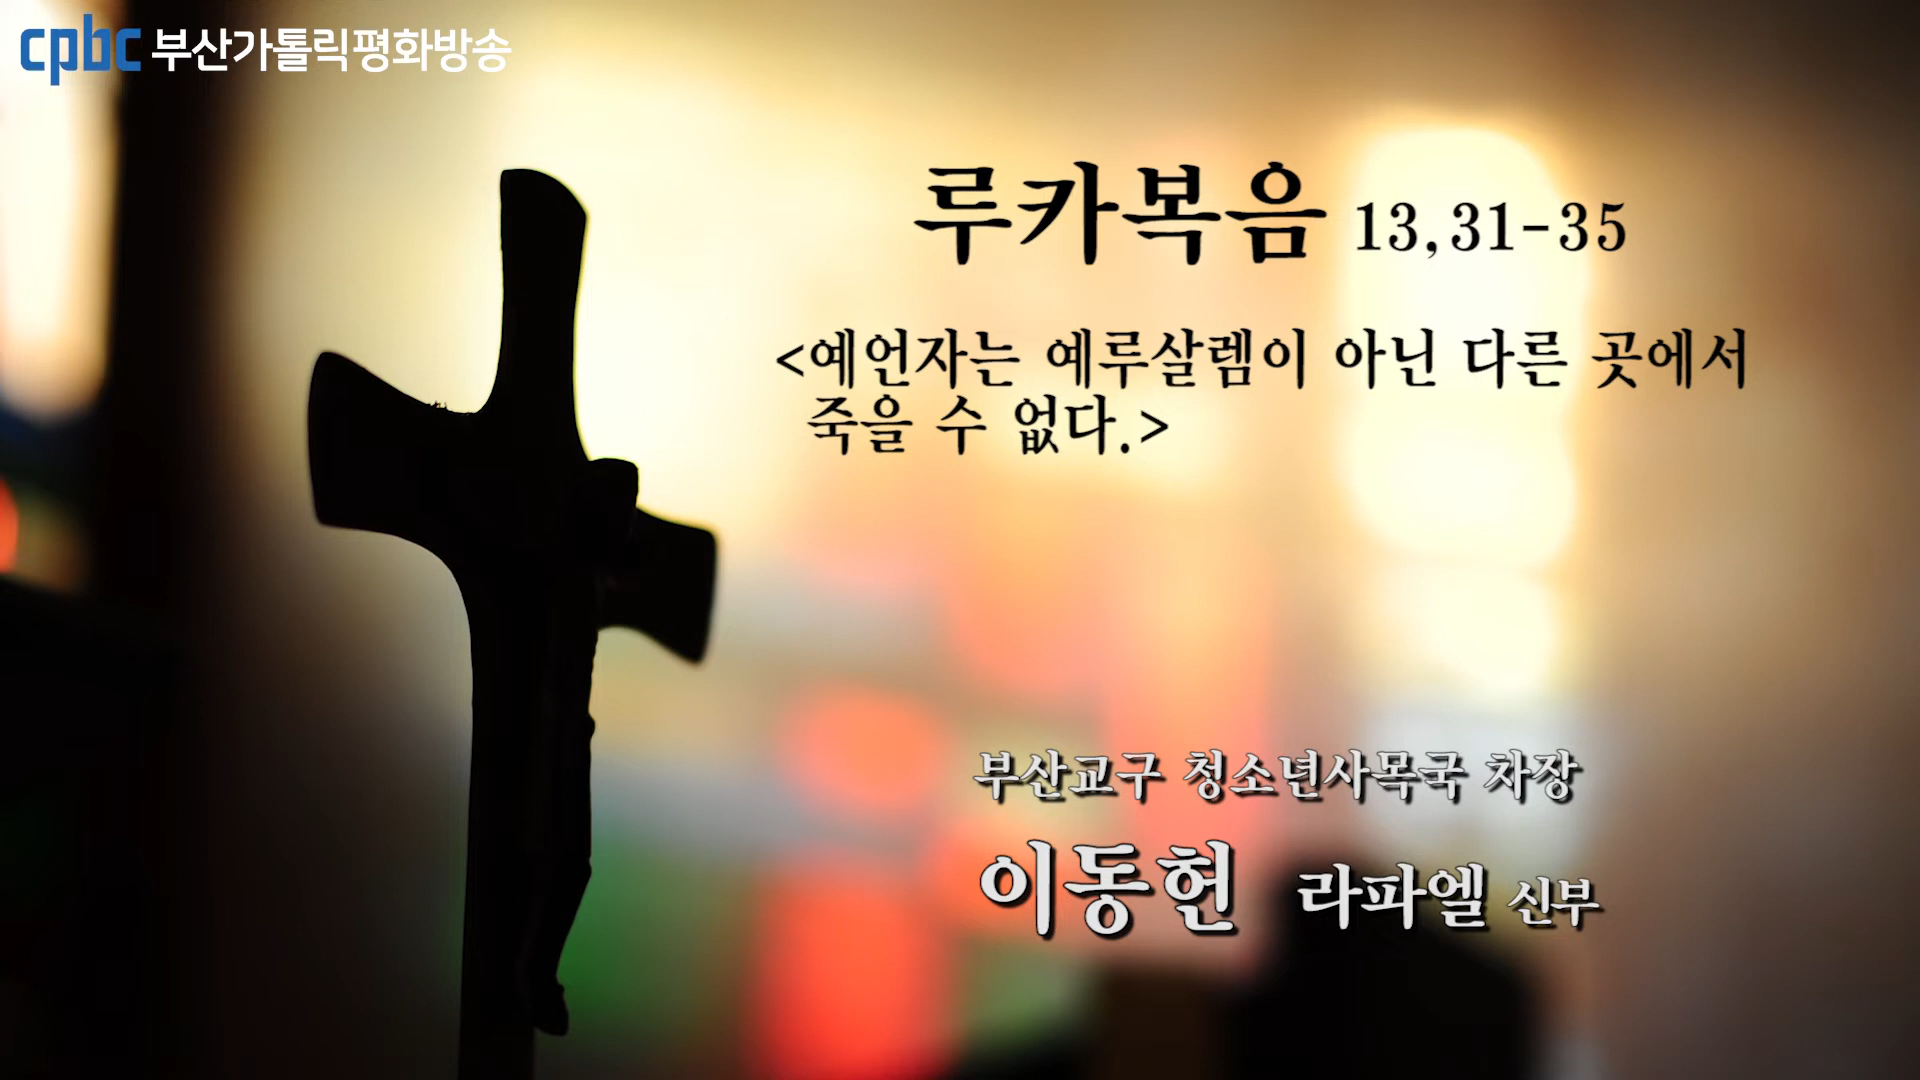 cpbc 부산가톨릭평화방송
루카복음 13,31-35
<예언자는 예루살렘이 아닌 다른 곳에서
죽을 수 없다.>
부산교구 청소년사목국 차장
이동헌 라파엘 신부